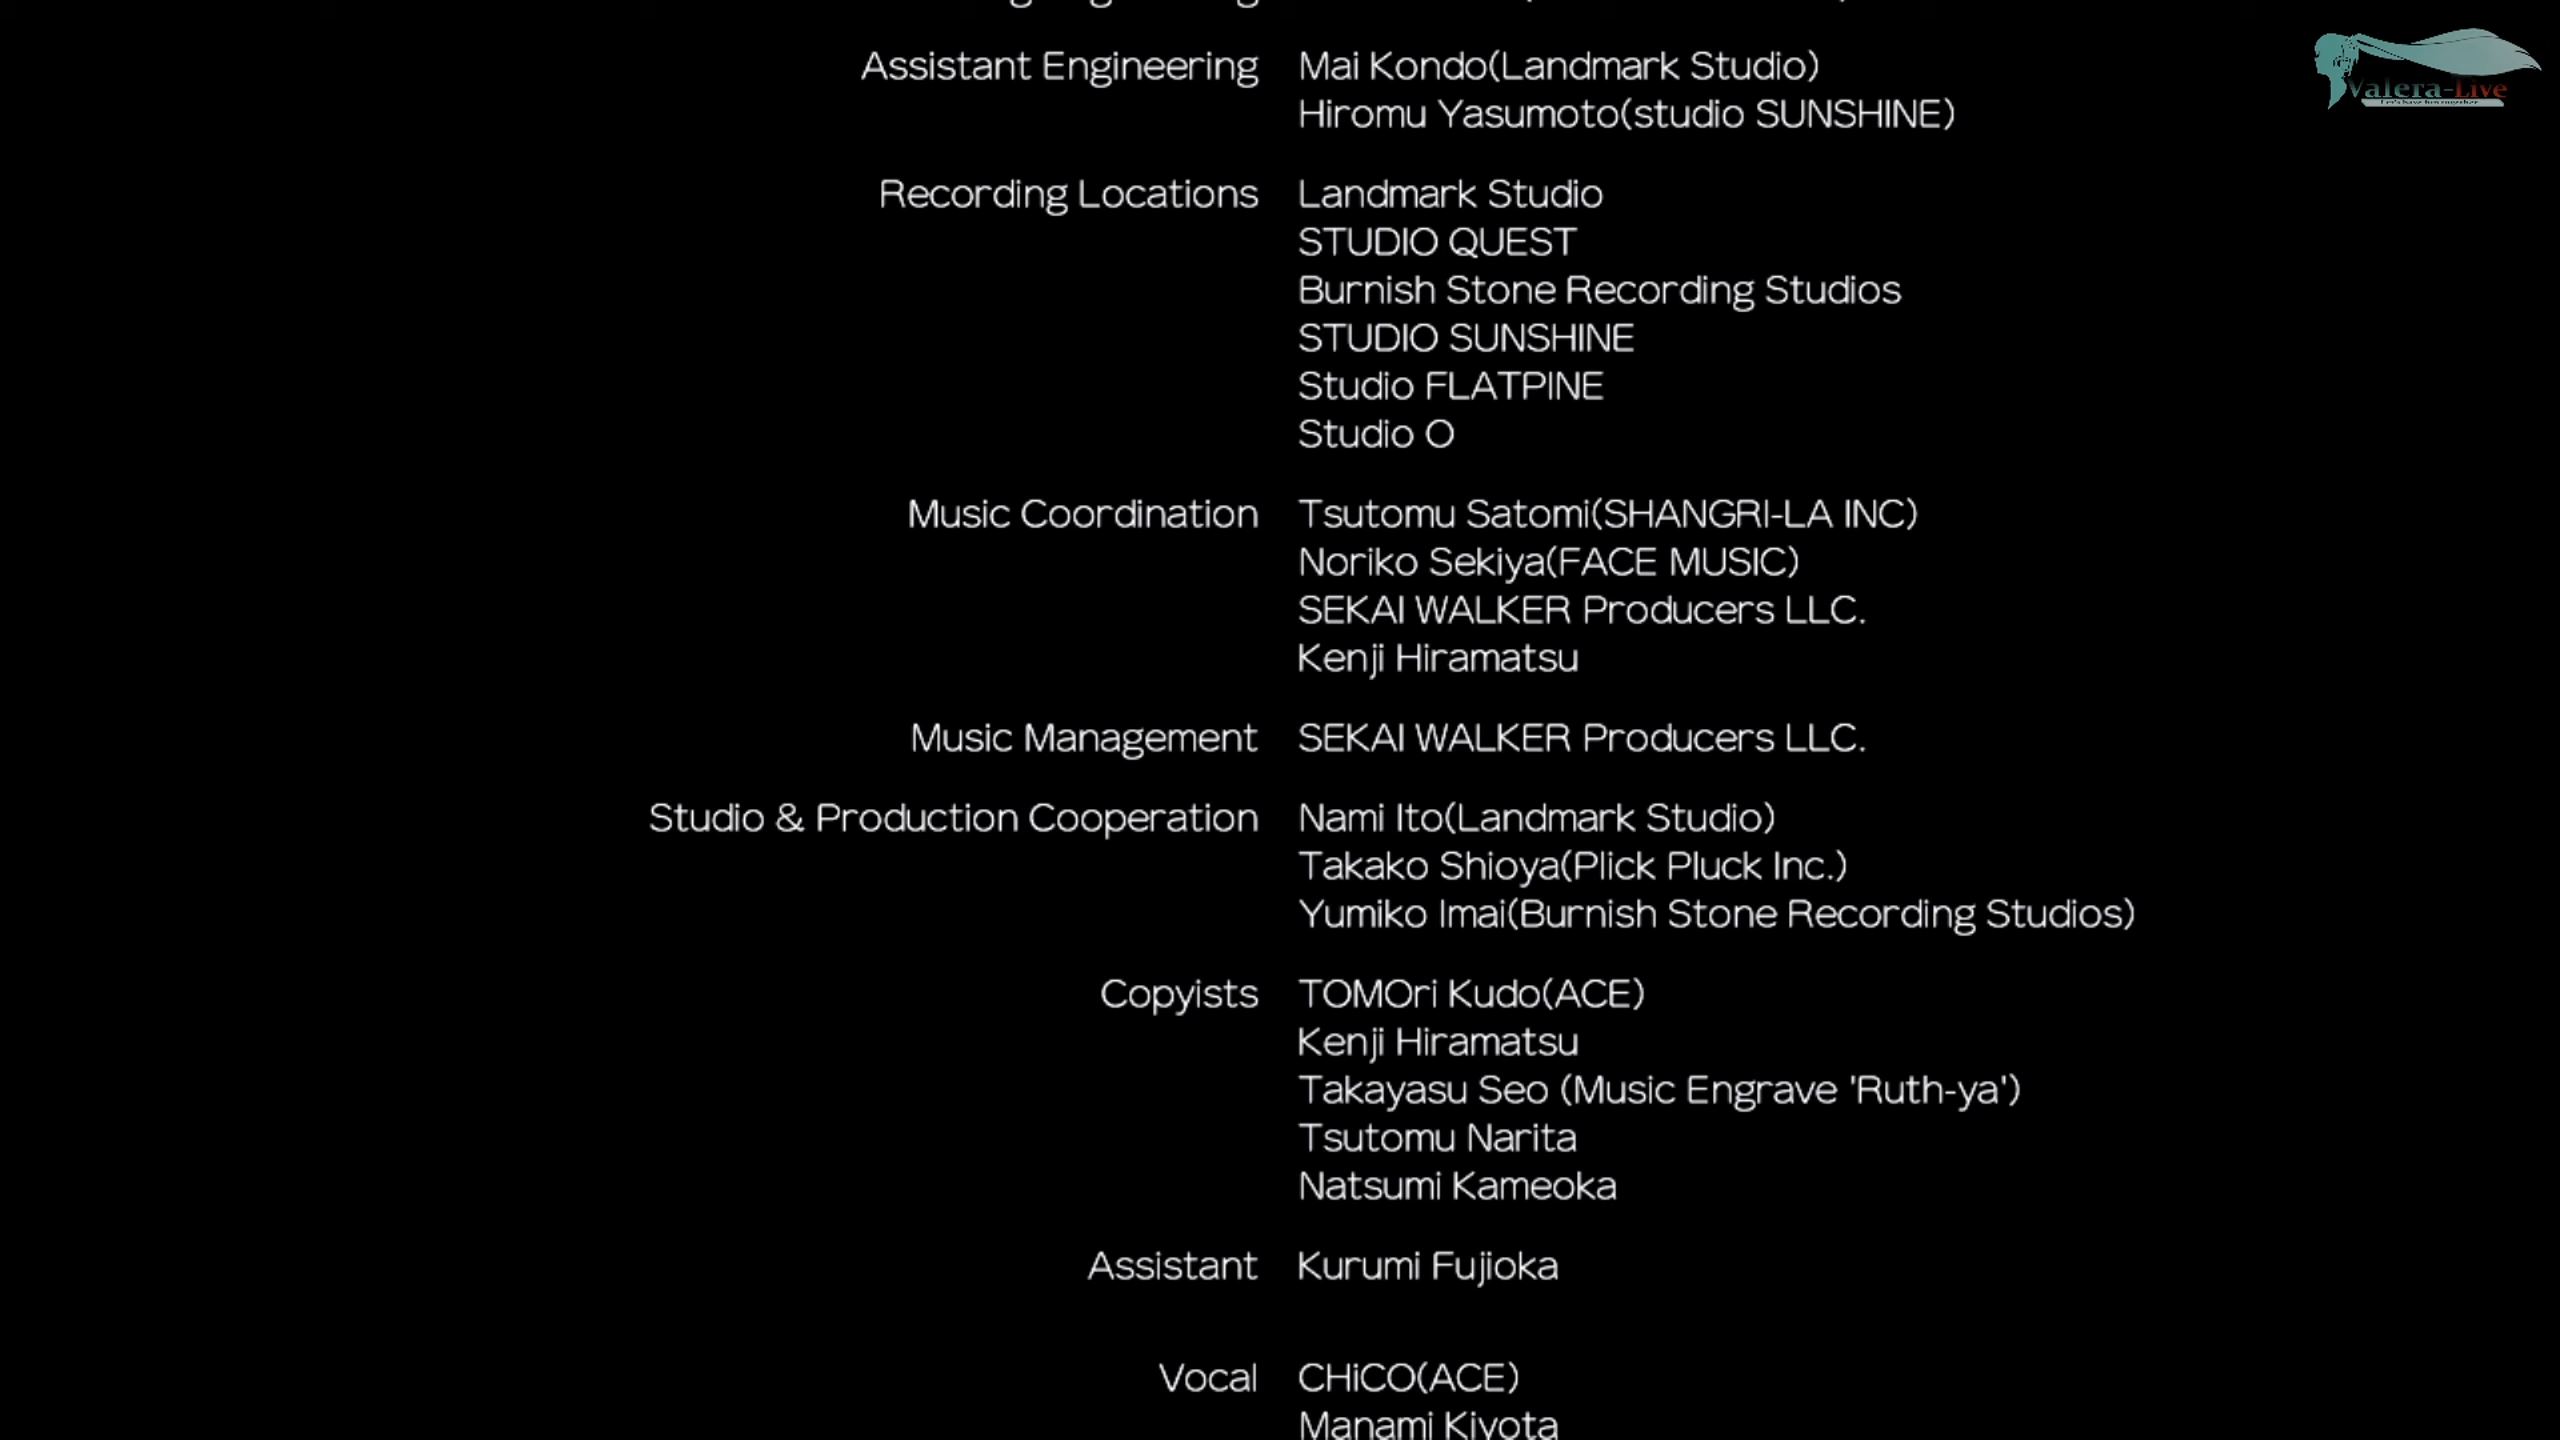 Assistant Engineering Mai Kondo(Landmark Studio)
Hiromu Yasumoto(studio SUNSHINE)
Recording Locations Landmark Studio
STUDIO QUEST
Burnish Stone Recording Studios
STUDIO SUNSHINE
Studio FLATPINE
Studio O
Music Coordination Tsutomu Satomi(SHANGRI-LA INC)
Noriko Sekiya(FACE MUSIC)
SEKAI WALKER Producers LLC.
Kenji Hiramatsu
Music Management SEKAI WALKER Producers LLC.
Studio & Production Cooperation Nami Ito(Landmark Studio)
Takako Shioya(Plick Pluck Inc.)
Yumiko Imai(Burnish Stone Recording Studios)
Copyists TOMOri Kudo(ACE)
Kenji Hiramatsu
Takayasu Seo (Music Engrave 'Ruth-ya')
Tsutomu Narita
Natsumi Kameoka
Assistant Kurumi Fujioka
Vocal CHiCO(ACE)
Manami Kiyota
Valera-Live